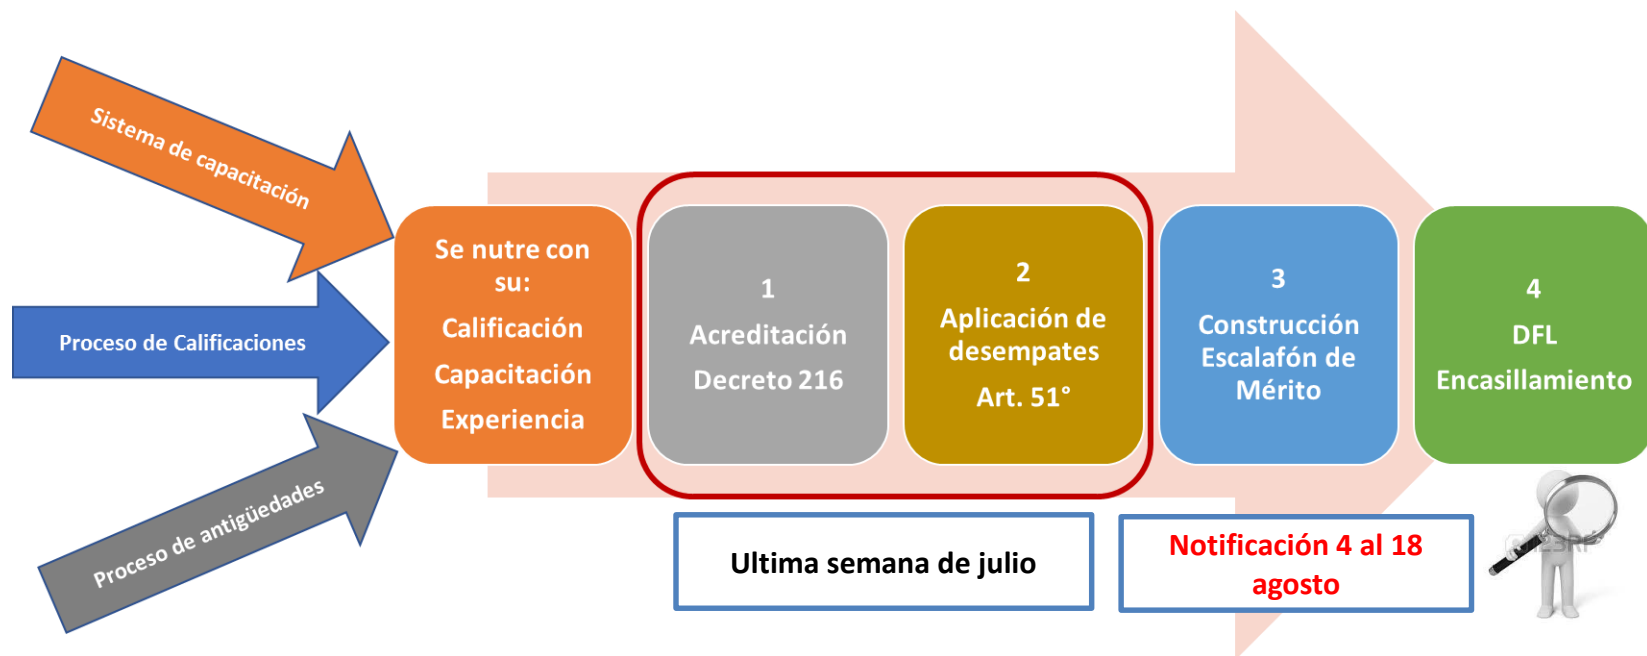 Sistema de capacitación
Proceso de Calificaciones
Proceso de antigüedades
Se nutre con
su:
Calificación
Capacitación
Experiencia
1
Acreditación
Decreto 216
2
Aplicación de
desempates
Art. 51°
3
Construcción
Escalafón de
Mérito
4
DFL
Encasillamiento
Ultima semana de julio
Notificación 4 al 18
agosto